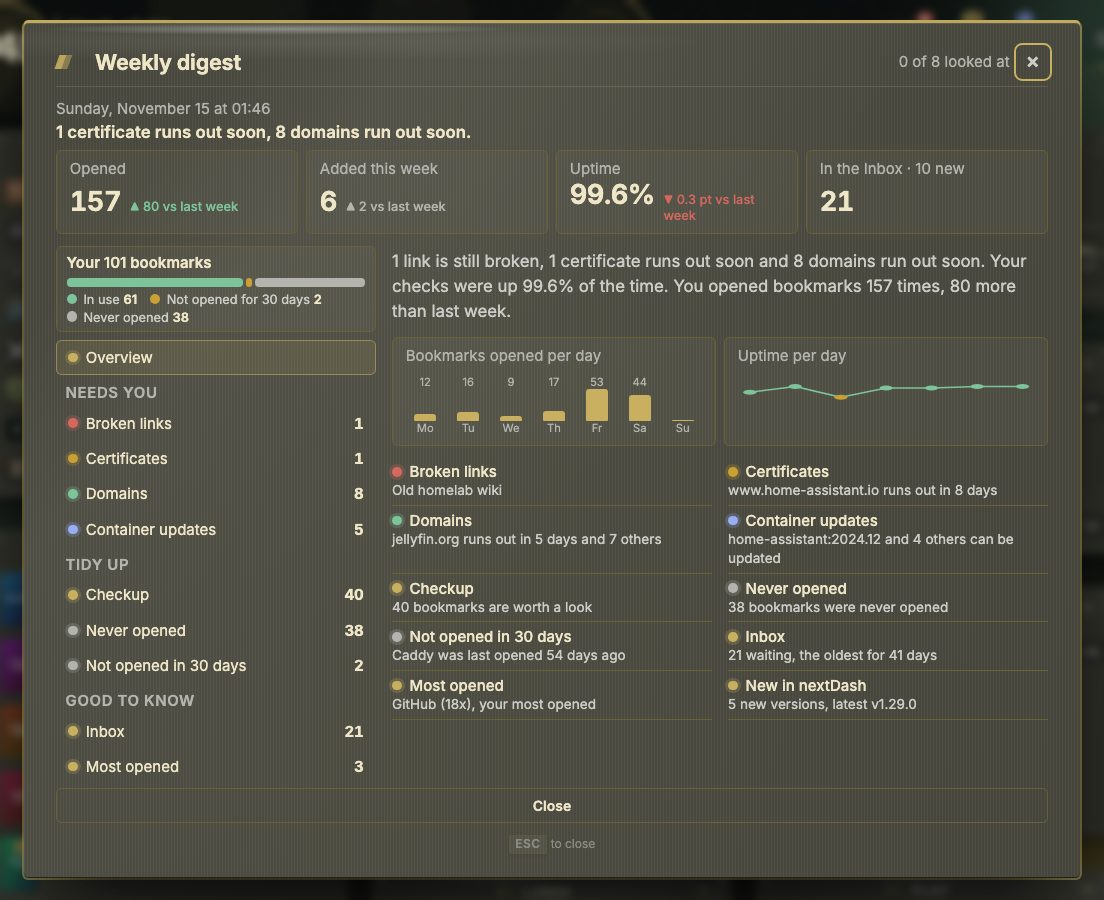 Weekly digest
0 of 8 looked at ×
Sunday, November 15 at 01:46
1 certificate runs out soon, 8 domains run out soon.
Opened
157 ▲ 80 vs last week
Added this week
6 ▲ 2 vs last week
Uptime
99.6% ▼ 0.3 pt vs last
week
In the Inbox · 10 new
21
Your 101 bookmarks
In use 61 Not opened for 30 days 2
Never opened 38
Overview
NEEDS YOU
Broken links 1
Certificates 1
Domains 8
Container updates 5
TIDY UP
Checkup 40
Never opened 38
Not opened in 30 days 2
GOOD TO KNOW
Inbox 21
Most opened 3
1 link is still broken, 1 certificate runs out soon and 8 domains run out soon. Your
checks were up 99.6% of the time. You opened bookmarks 157 times, 80 more
than last week.
Bookmarks opened per day
12 16 9 17 53 44
Mo Tu We Th Fr Sa Su
Uptime per day
Broken links
Old homelab wiki
Certificates
www.home-assistant.io runs out in 8 days
Domains
jellyfin.org runs out in 5 days and 7 others
Container updates
home-assistant:2024.12 and 4 others can be
updated
Checkup
40 bookmarks are worth a look
Never opened
38 bookmarks were never opened
Not opened in 30 days
Caddy was last opened 54 days ago
Inbox
21 waiting, the oldest for 41 days
Most opened
GitHub (18x), your most opened
New in nextDash
5 new versions, latest v1.29.0
Close
ESC to close